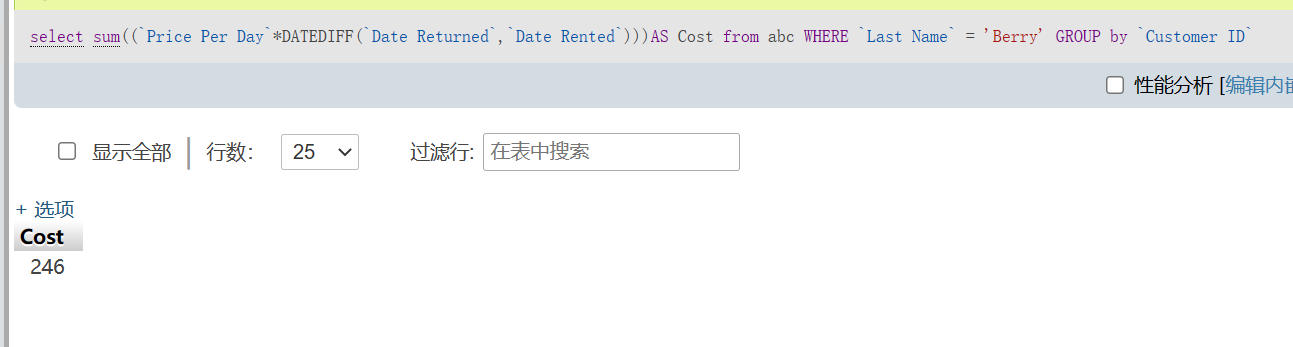 select sum((`Price Per Day`*DATEDIFF(`Date Returned`,`Date Rented`)))AS Cost from abc WHERE `Last Name` = 'Berry' GROUP by `Customer ID`
性能分析 [编辑内嵌
显示全部 行数: 25 过滤行: 在表中搜索
+ 选项
Cost
246